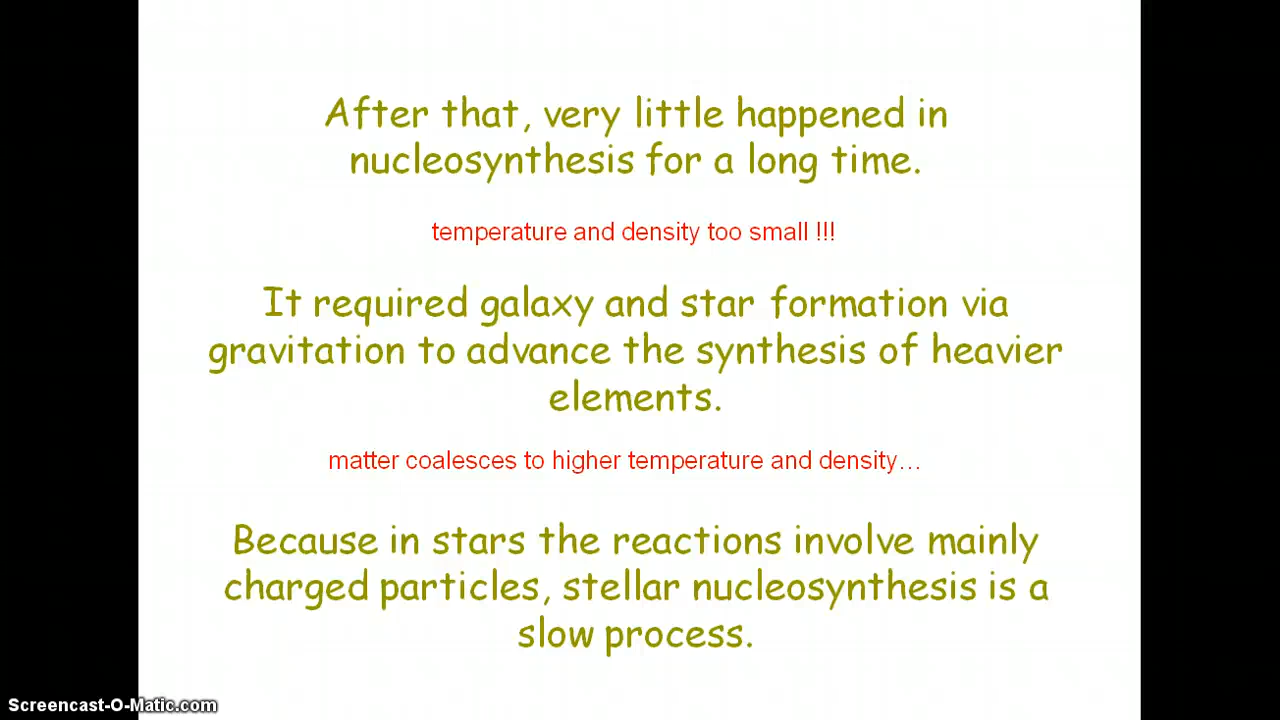 After that, very little happened in
nucleosynthesis for a long time.
temperature and density too small !!!
It required galaxy and star formation via
gravitation to advance the synthesis of heavier
elements.
matter coalesces to higher temperature and density...
Because in stars the reactions involve mainly
charged particles, stellar nucleosynthesis is a
slow process.
Screencast-O-Matic.com